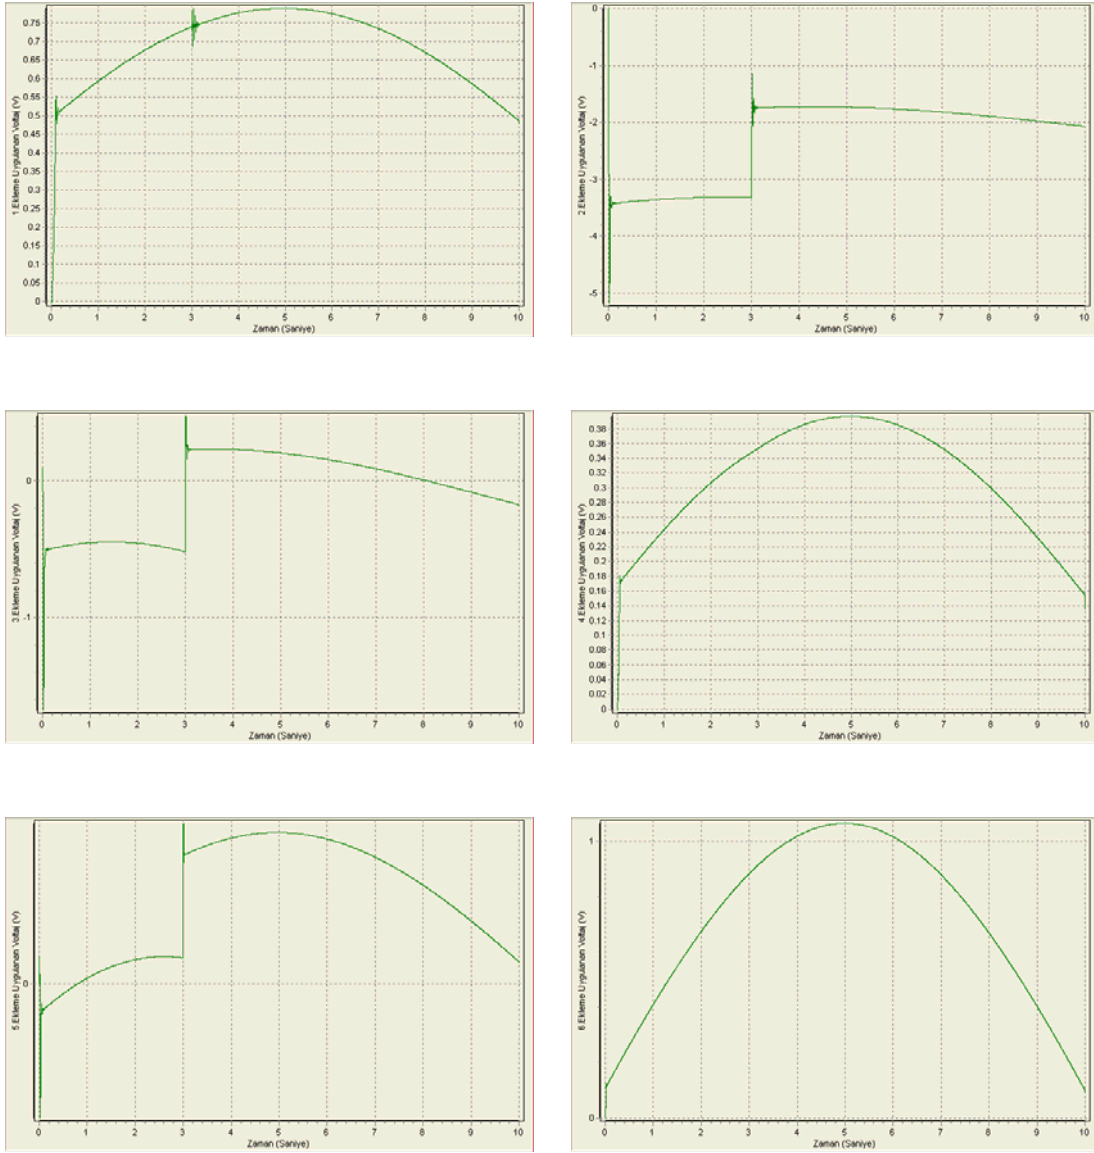 0.75
0.7
0.65
0.6
0.55
0.5
0.45
0.4
0.35
0.3
0.25
0.2
0.15
0.1
0.05
0
1.Ekleme Uygulanan Voltaj (V)
0 1 2 3 4 5 6 7 8 9 10
Zaman (Saniye)
0
-1
-2
-3
-4
-5
2.Ekleme Uygulanan Voltaj (V)
0 1 2 3 4 5 6 7 8 9 10
Zaman (Saniye)
0
-1
3.Ekleme Uygulanan Voltaj (V)
0 1 2 3 4 5 6 7 8 9 10
Zaman (Saniye)
0.38
0.36
0.34
0.32
0.3
0.28
0.26
0.24
0.22
0.2
0.18
0.16
0.14
0.12
0.1
0.08
0.06
0.04
0.02
0
4.Ekleme Uygulanan Voltaj (V)
0 1 2 3 4 5 6 7 8 9 10
Zaman (Saniye)
0
5.Ekleme Uygulanan Voltaj (V)
0 1 2 3 4 5 6 7 8 9 10
Zaman (Saniye)
1
0
6.Ekleme Uygulanan Voltaj (V)
0 1 2 3 4 5 6 7 8 9 10
Zaman (Saniye)